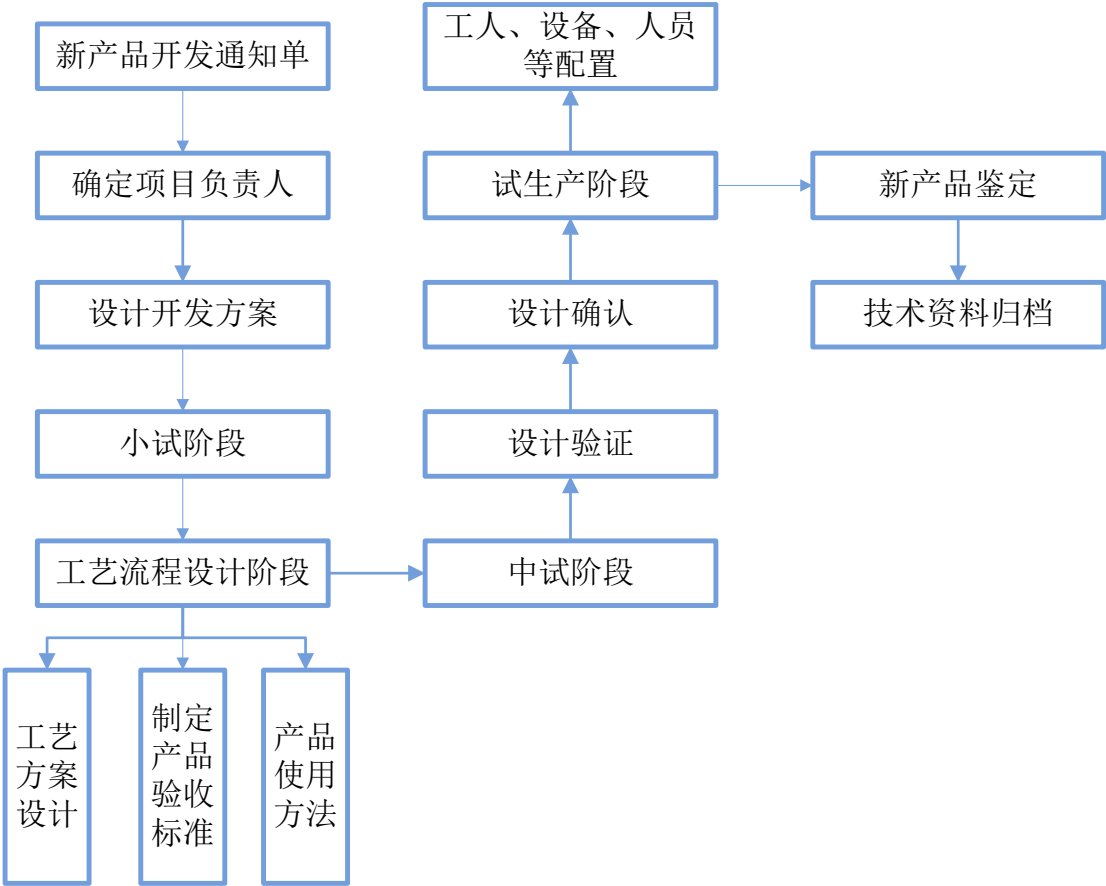 新产品开发通知单
确定项目负责人
设计开发方案
小试阶段
工艺流程设计阶段
工艺
方案
设计
制定
产品
验收
标准
产品
使用
方法
中试阶段
设计验证
设计确认
试生产阶段
工人、设备、人员
等配置
新产品鉴定
技术资料归档